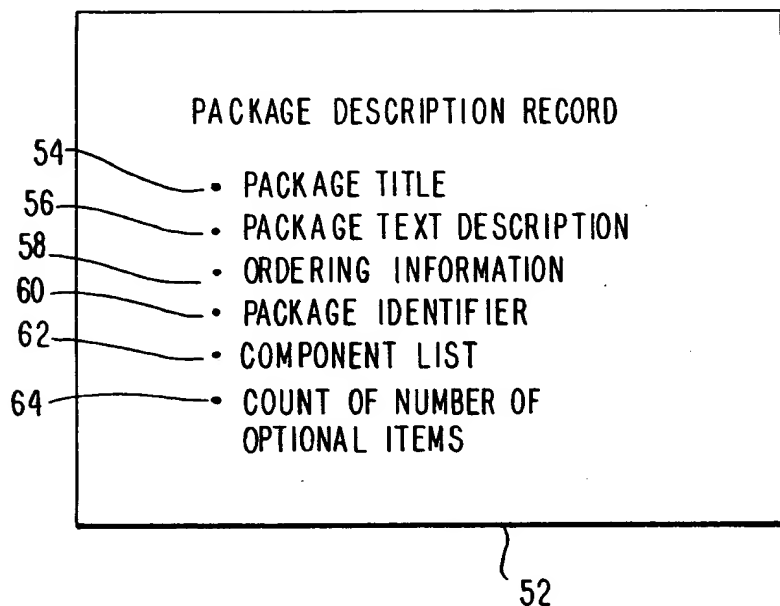 PACKAGE DESCRIPTION RECORD
54 • PACKAGE TITLE
56 • PACKAGE TEXT DESCRIPTION
58 • ORDERING INFORMATION
60 • PACKAGE IDENTIFIER
62 • COMPONENT LIST
64 • COUNT OF NUMBER OF
OPTIONAL ITEMS
52